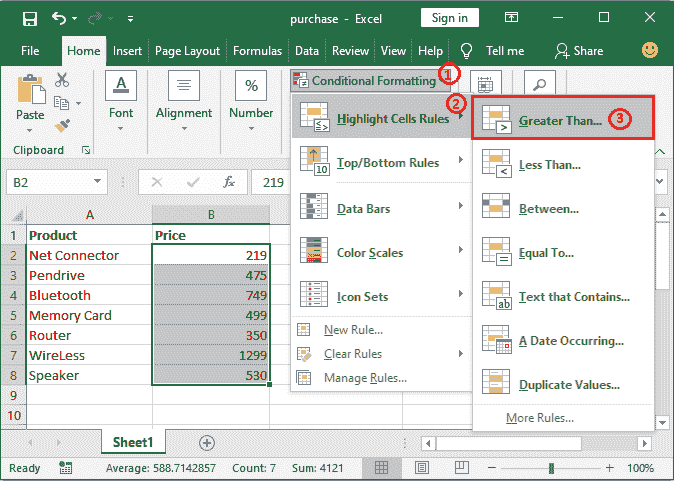 purchase - Excel
Sign in
File Home Insert Page Layout Formulas Data Review View Help Tell me Share
Conditional Formatting 1
Paste
Font
Alignment
%
Number
A
Clipboard
2
Highlight Cells Rules
Top/Bottom Rules
10
Data Bars
Color Scales
Icon Sets
New Rule...
Clear Rules
Manage Rules...
Greater Than... 3
Less Than...
Between...
Equal To...
Text that Contains...
ab
A Date Occurring...
Duplicate Values...
More Rules...
B2
fx
219
A B
1 Product Price
2 Net Connector 219
3 Pendrive 475
4 Bluetooth 749
5 Memory Card 499
6 Router 350
7 WireLess 1299
8 Speaker 530
9
10
Sheet1
Ready Average: 588.7142857 Count: 7 Sum: 4121 100%